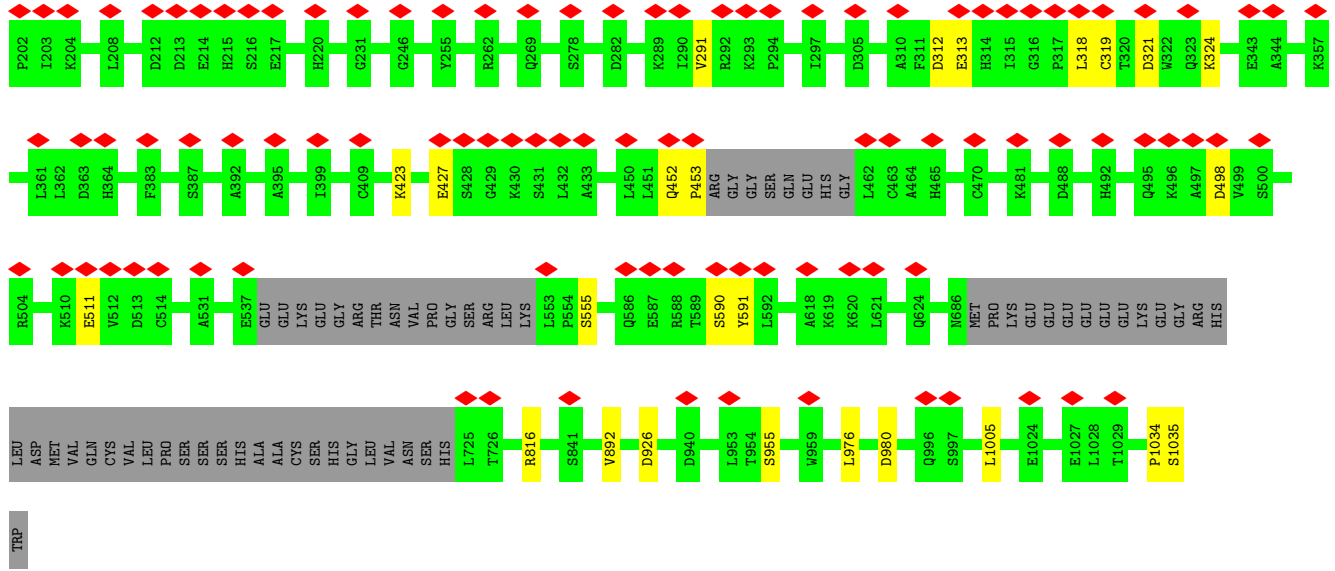 P202 I203 K204 L208 D212 D213 E214 H215 S216 E217 H220 G231 G246 Y255 R262 Q269 S278 D282 K289 I290 V291 R292 K293 P294 I297 D305 A310 F311 D312 E313 H314 I315 G316 P317 L318 C319 T320 D321 W322 Q323 K324 E343 A344 K357
L361 L362 D363 H364 F383 S387 A392 A395 I399 C409 K423 E427 S428 G429 K430 S431 L432 A433 L450 L451 Q452 P453 ARG GLY GLY SER GLN GLU HIS GLY L462 C463 A464 H465 C470 K481 D488 H492 Q495 K496 A497 D498 V499 S500
R504 K510 E511 V512 D513 C514 A531 E537 GLU GLU LYS GLU GLY ARG THR ASN VAL PRO GLY SER ARG LEU LYS L553 P554 S555 Q586 E587 R588 T589 S590 Y591 L592 A618 K619 K620 L621 Q624 N686 MET PRO LYS GLU GLU GLU GLU GLU GLU LYS GLU GLY ARG HIS
LEU ASP MET VAL GLN CYS VAL LEU PRO SER SER SER HIS ALA ALA CYS SER HIS GLY LEU VAL ASN SER HIS L725 T726 R816 S841 V892 D926 D940 L953 T954 S955 W959 L976 D980 Q996 S997 L1005 E1024 E1027 L1028 T1029 P1034 S1035
TRP